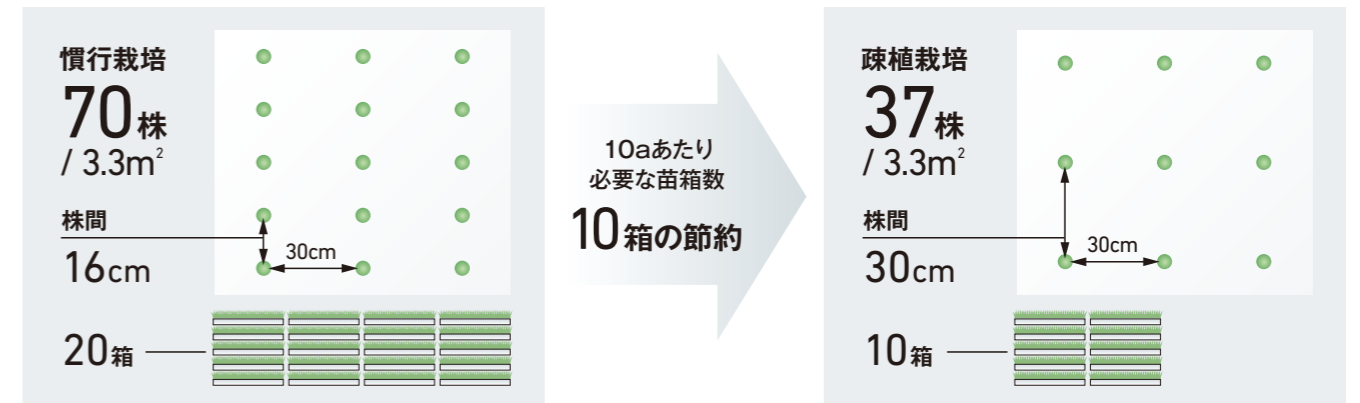 慣行栽培
70株
/ 3.3m²
株間
16cm
30cm
20箱
10aあたり
必要な苗箱数
10箱の節約
疎植栽培
37株
/ 3.3m²
株間
30cm
30cm
10箱